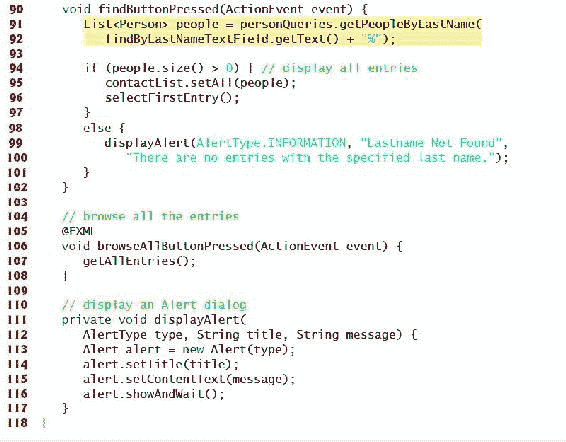 90 void findButtonPressed(ActionEvent event) {
91 List<Person> people = personQueries.getPeopleByLastName(
92 findByLastNameTextField.getText() + "%");
93
94 if (people.size() > 0) { // display all entries
95 contactList.setAll(people);
96 selectFirstEntry();
97 }
98 else {
99 displayAlert(AlertType.INFORMATION, "Lastname Not Found",
100 "There are no entries with the specified last name.");
101 }
102 }
103
104 // browse all the entries
105 @FXML
106 void browseAllButtonPressed(ActionEvent event) {
107 getAllEntries();
108 }
109
110 // display an Alert dialog
111 private void displayAlert(
112 AlertType type, String title, String message) {
113 Alert alert = new Alert(type);
114 alert.setTitle(title);
115 alert.setContentText(message);
116 alert.showAndWait();
117 }
118 }